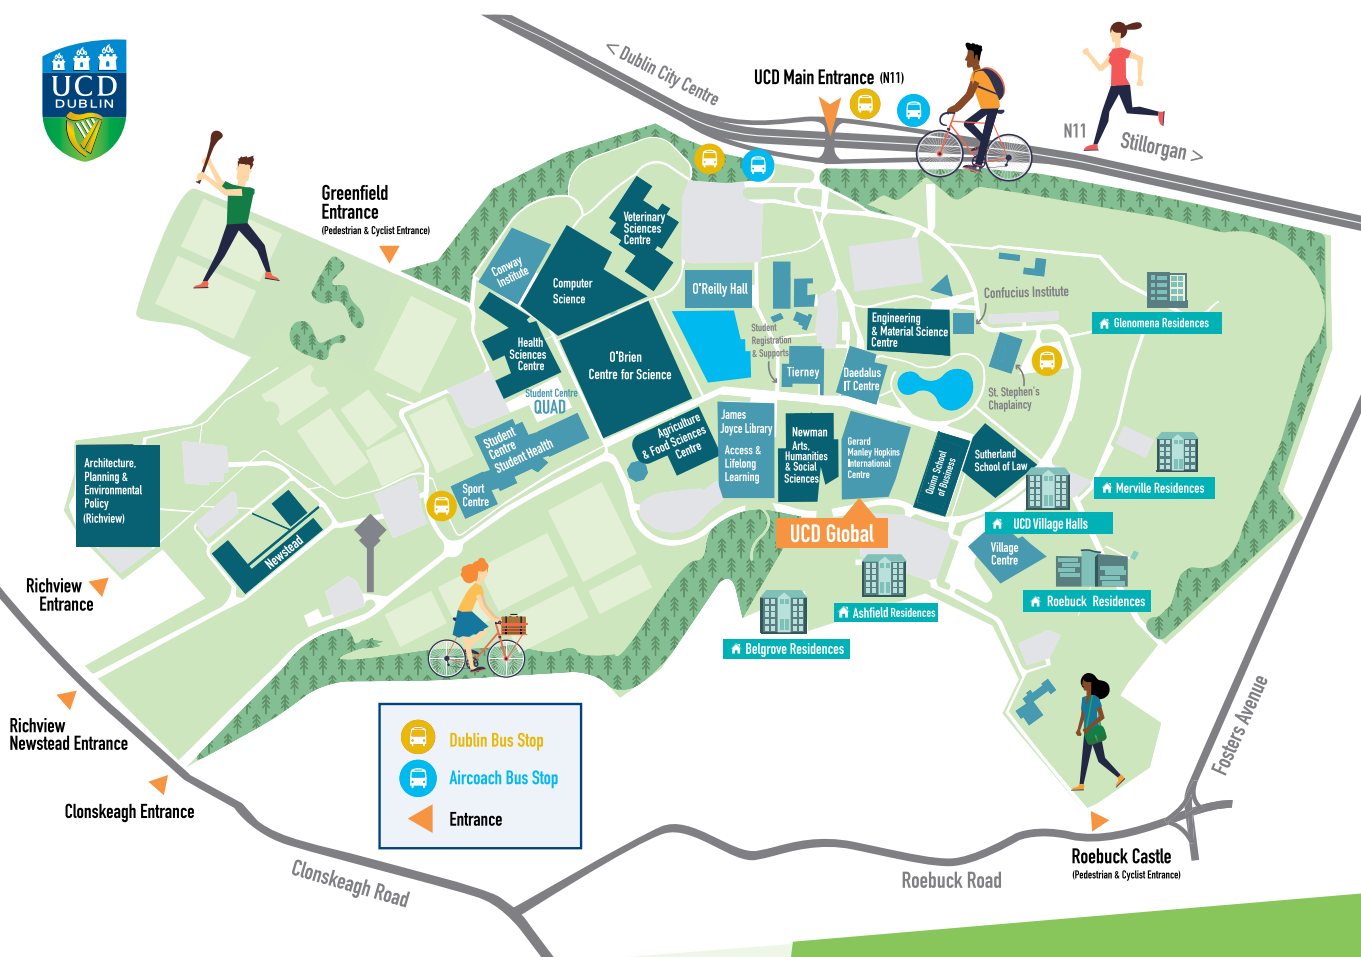 UCD
DUBLIN
< Dublin City Centre
UCD Main Entrance (N11)
N11
Stillorgan >
Greenfield
Entrance
(Pedestrian & Cyclist Entrance)
Veterinary
Sciences
Centre
Conway
Institute
Computer
Science
O'Reilly Hall
Confucius Institute
Glenomena Residences
Engineering
& Material Science
Centre
Student
Registration
& Supports
Health
Sciences
Centre
O'Brien
Centre for Science
Tierney
Daedalus
IT Centre
St. Stephen's
Chaplaincy
Student Centre
QUAD
Student
Centre
Student Health
Agriculture
& Food Sciences
Centre
James
Joyce Library
Access &
Lifelong
Learning
Newman
Arts,
Humanities
& Social
Sciences
Gerard
Manley Hopkins
International
Centre
Quinn School
of Business
Sutherland
School of Law
Merville Residences
Architecture,
Planning &
Environmental
Policy
(Richview)
Sport
Centre
Newstead
UCD Global
UCD Village Halls
Village
Centre
Richview
Entrance
Roebuck Residences
Ashfield Residences
Belgrove Residences
Richview
Newstead Entrance
Clonskeagh Entrance
Dublin Bus Stop
Aircoach Bus Stop
Entrance
Fosters Avenue
Clonskeagh Road
Roebuck Road
Roebuck Castle
(Pedestrian & Cyclist Entrance)